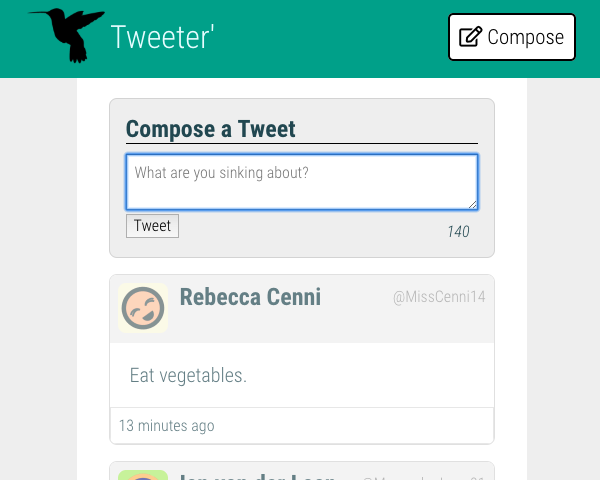 Tweeter'
Compose
Compose a Tweet
What are you sinking about?
Tweet
140
Rebecca Cenni
@MissCenni14
Eat vegetables.
13 minutes ago